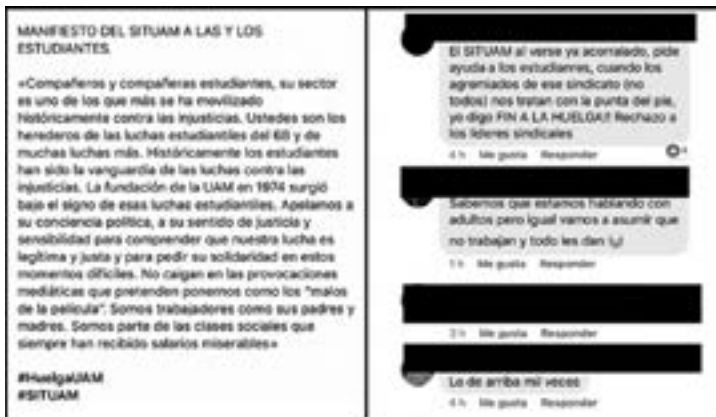 MANIFIESTO DEL SITUAM A LAS Y LOS
ESTUDIANTES.
«Compañeros y compañeras estudiantes, su sector
es uno de los que más se ha movilizado
históricamente contra las injusticias. Ustedes son los
herederos de las luchas estudiantiles del 68 y de
muchas luchas más. Históricamente los estudiantes
han sido la vanguardia de las luchas contra las
injusticias. La fundación de la UAM en 1974 surgió
bajo el signo de esas luchas estudiantiles. Apelamos a
su conciencia política, a su sentido de justicia y
sensibilidad para comprender que nuestra lucha es
legítima y justa y para pedir su solidaridad en estos
momentos difíciles. No caigan en las provocaciones
mediáticas que pretenden ponernos como los "malos
de la película". Somos trabajadores como sus padres y
madres. Somos parte de las clases sociales que
siempre han recibido salarios miserables»
#HuelgaUAM
#SITUAM
El SITUAM al verse ya acorralado, pide
ayuda a los estudianres, cuando los
agremiados de ese sindicato (no
todos) nos tratan con la punta del pie,
yo digo FIN A LA HUELGA!! Rechazo a
los líderes sindicales
4 h Me gusta Responder
Sabemos que estamos hablando con
adultos pero igual vamos a asumir que
no trabajan y todo les dan
1 h Me gusta Responder
3 h Me gusta Responder
Lo de arriba mil veces
4 h Me gusta Responder